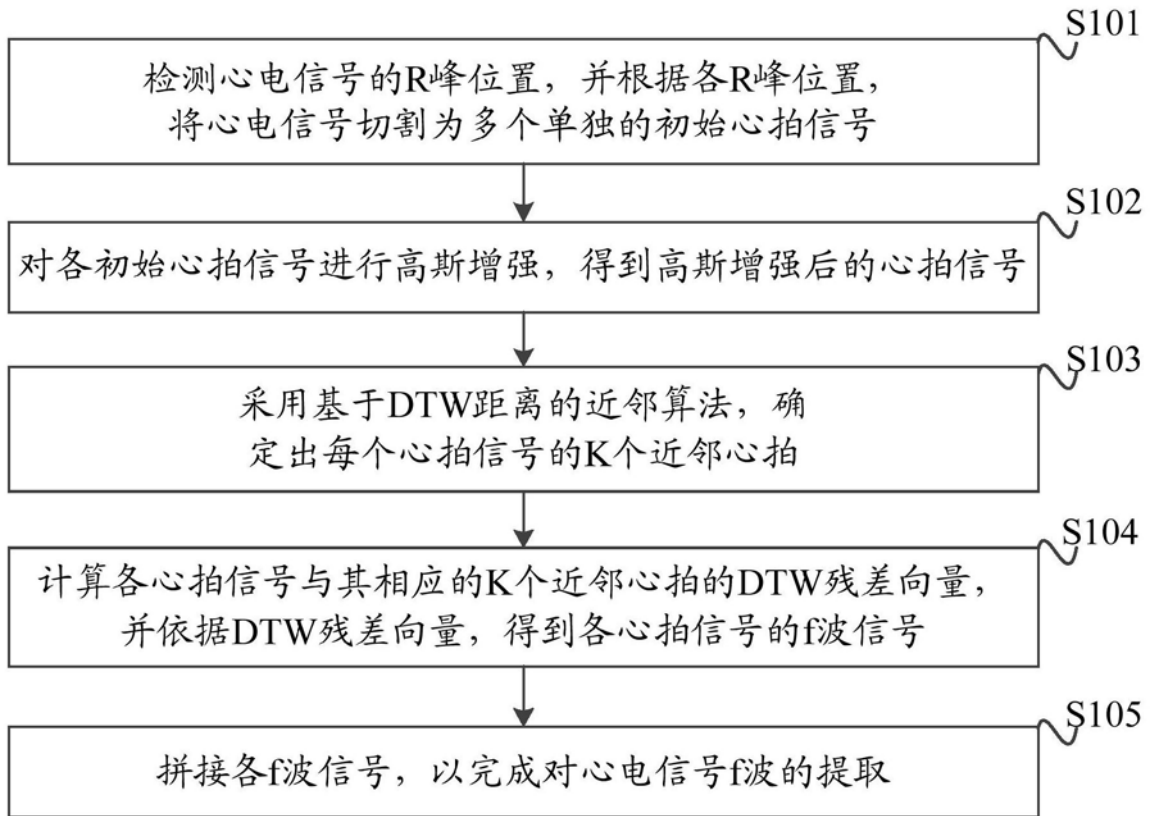 S101
检测心电信号的R峰位置，并根据各R峰位置，
将心电信号切割为多个单独的初始心拍信号
S102
对各初始心拍信号进行高斯增强，得到高斯增强后的心拍信号
S103
采用基于DTW距离的近邻算法，确
定出每个心拍信号的K个近邻心拍
S104
计算各心拍信号与其相应的K个近邻心拍的DTW残差向量，
并依据DTW残差向量，得到各心拍信号的f波信号
S105
拼接各f波信号，以完成对心电信号f波的提取